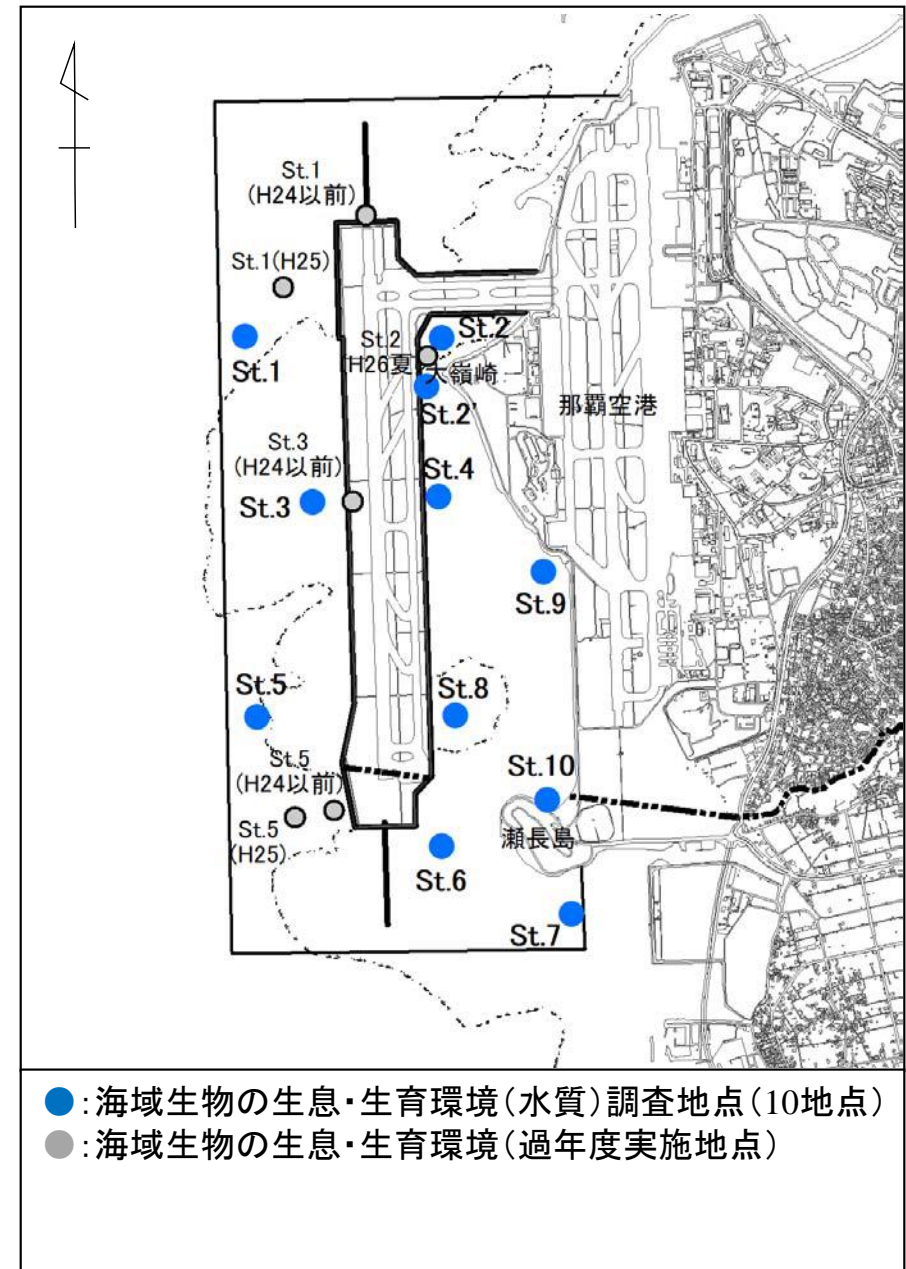 St.1
(H24以前)
St.1(H25)
St.1
St.2
St.2
(H26夏)
大嶺崎
St.2'
那覇空港
St.3
(H24以前)
St.3
St.4
St.9
St.5
St.8
St.5
(H24以前)
St.10
St.5
(H25)
瀬長島
St.6
St.7
●:海域生物の生息・生育環境(水質)調査地点(10地点)
●:海域生物の生息・生育環境(過年度実施地点)